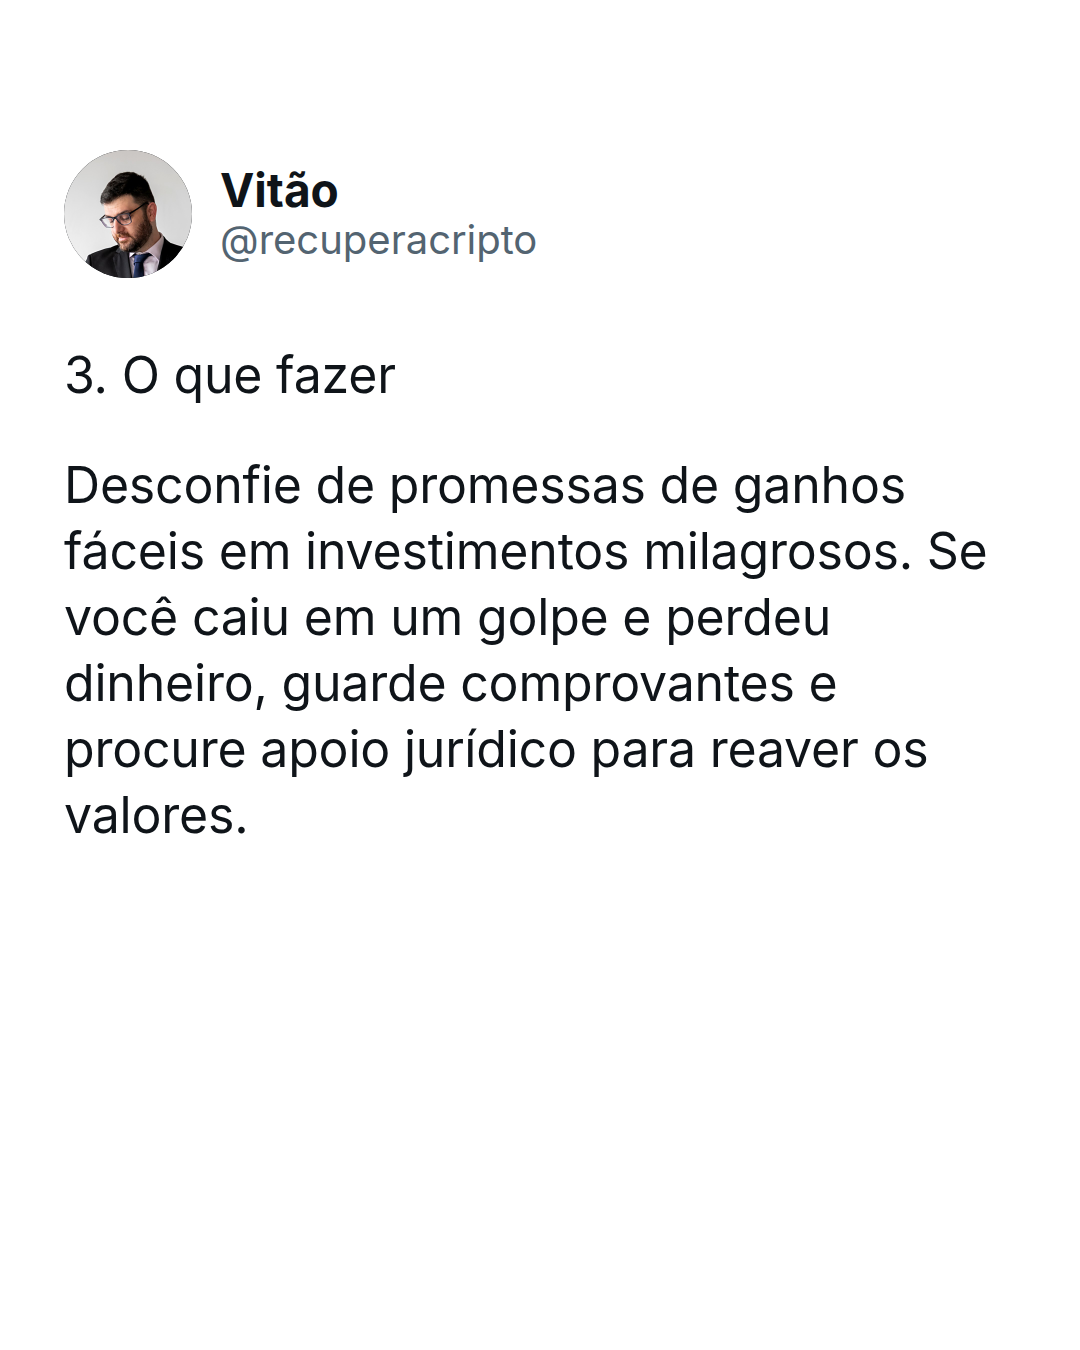 Vitão
@recuperacripto
3. O que fazer
Desconfie de promessas de ganhos
fáceis em investimentos milagrosos. Se
você caiu em um golpe e perdeu
dinheiro, guarde comprovantes e
procure apoio jurídico para reaver os
valores.